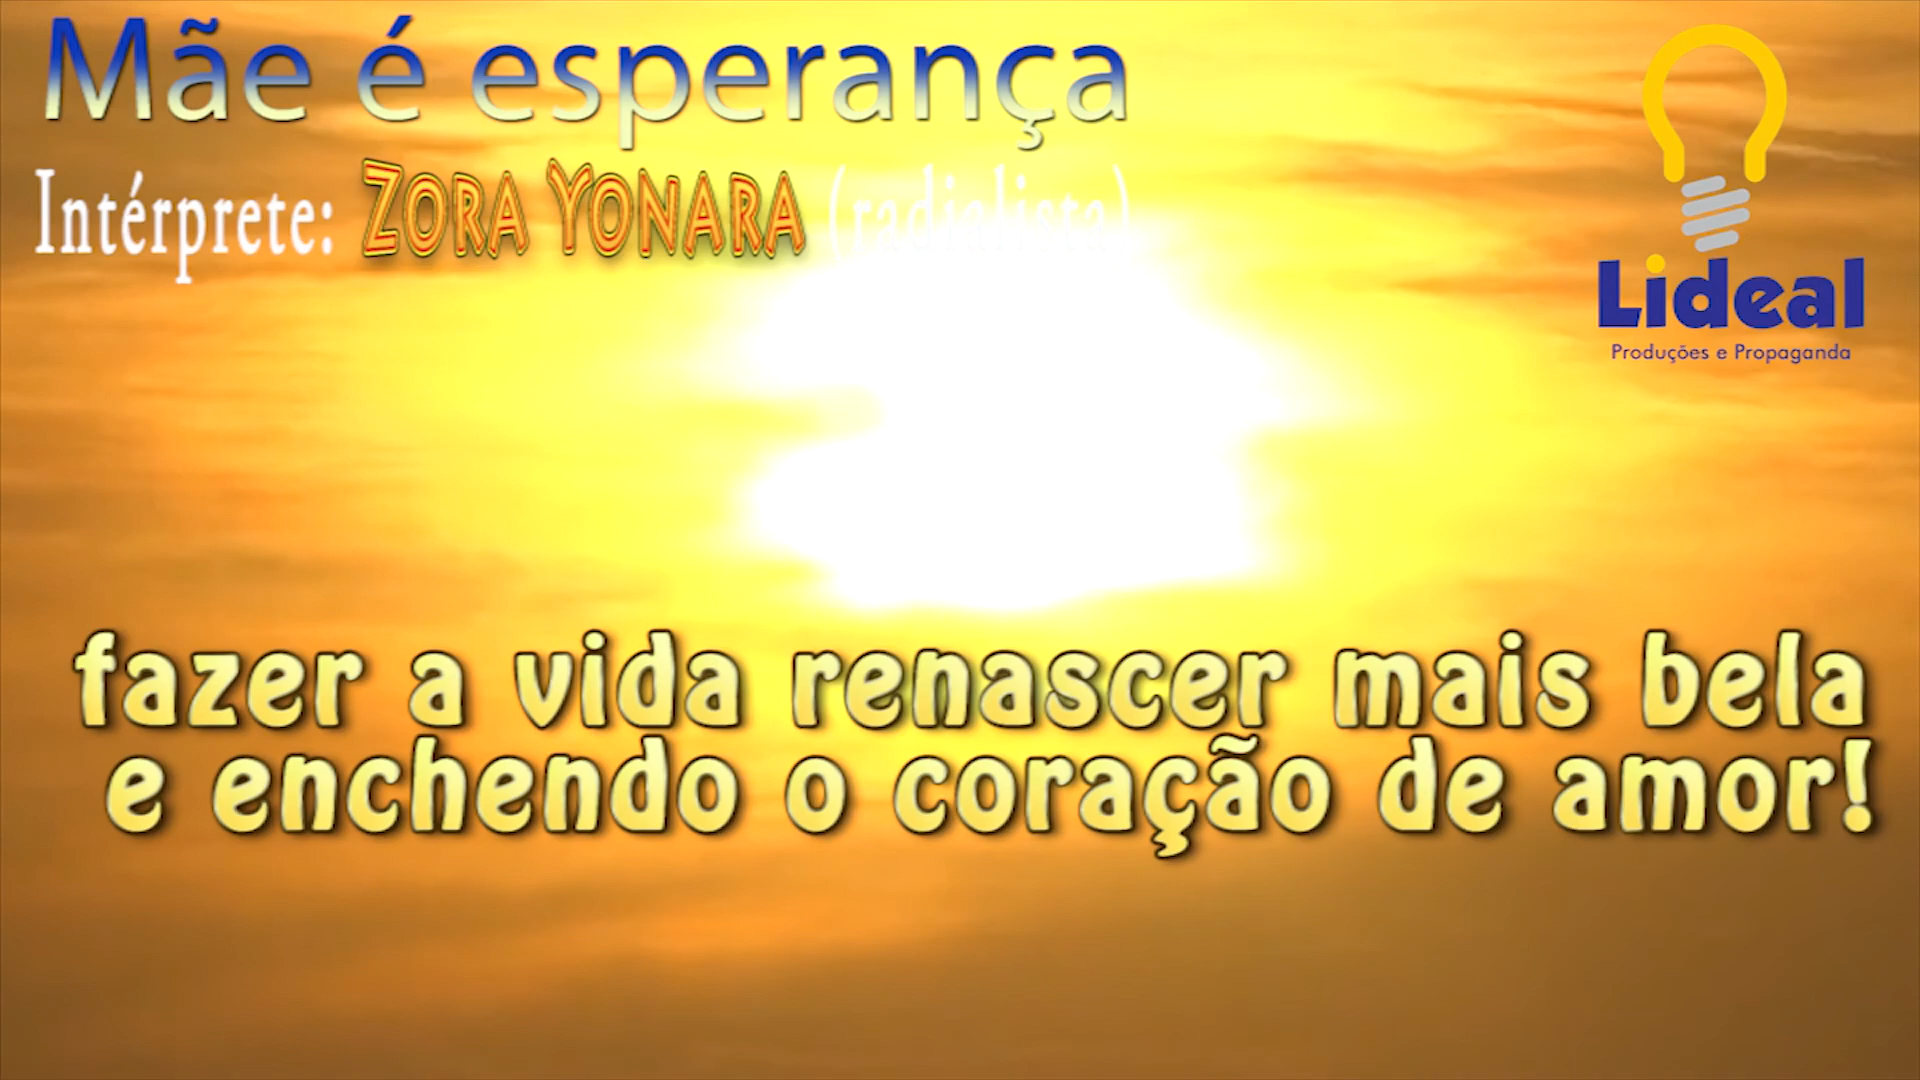 Mãe é esperança
Intérprete: ZORA YONARA (radialista)
Lideal
Produções e Propaganda
fazer a vida renascer mais bela
e enchendo o coração de amor!